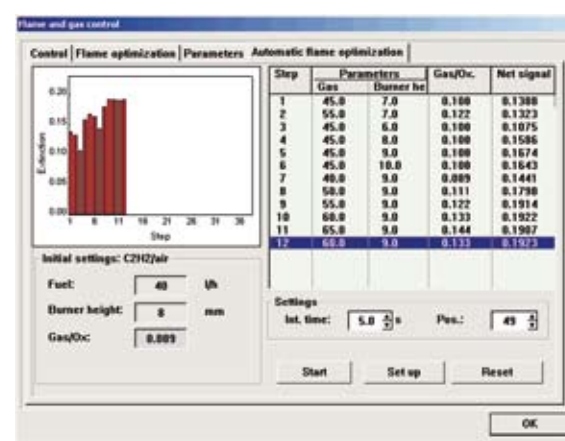 Flame and gas control
Control | Flame optimization | Parameters | Automatic flame optimization
Extinction
0.20
0.15
0.10
0.05
0.00
1 6 11 16 21 26 31 36
Step
Step Parameters Gas/Ox. Net signal
Gas Burner he
1 45.0 7.0 0.100 0.1388
2 55.0 7.0 0.122 0.1323
3 45.0 6.0 0.100 0.1075
4 45.0 8.0 0.100 0.1586
5 45.0 9.0 0.100 0.1674
6 45.0 10.0 0.100 0.1643
7 40.0 9.0 0.089 0.1441
8 50.0 9.0 0.111 0.1798
9 55.0 9.0 0.122 0.1914
10 60.0 9.0 0.133 0.1922
11 65.0 9.0 0.144 0.1907
12 60.0 9.0 0.133 0.1923
Initial settings: C2H2/air
Fuel: 40 l/h
Burner height: 8 mm
Gas/Ox: 0.089
Settings
Int. time: 5.0 s Pos.: 49
Start Set up Reset
OK